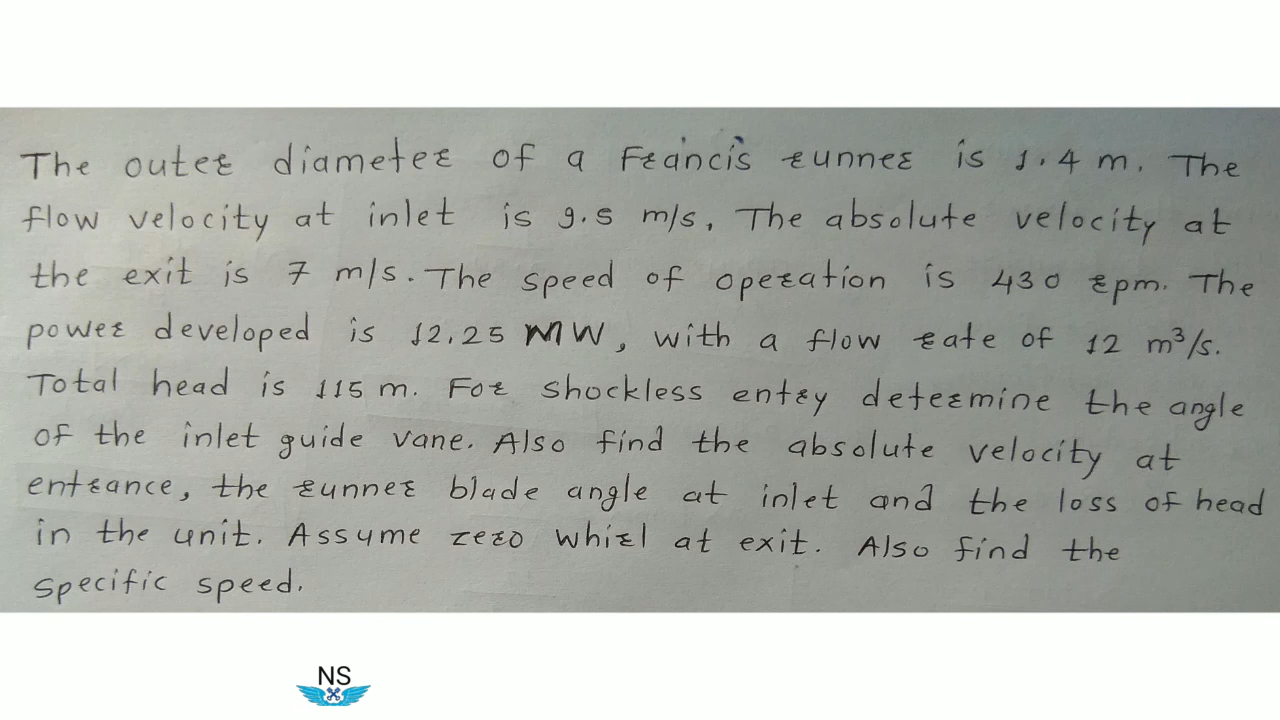 The outer diameter of a Francis runner is 1.4 m. The
flow velocity at inlet is 9.5 m/s. The absolute velocity at
the exit is 7 m/s. The speed of operation is 430 rpm. The
power developed is 12.25 MW, with a flow rate of 12 m³/s.
Total head is 115 m. For shockless entry determine the angle
of the inlet guide vane. Also find the absolute velocity at
entrance, the runner blade angle at inlet and the loss of head
in the unit. Assume zero whirl at exit. Also find the
specific speed.
NS